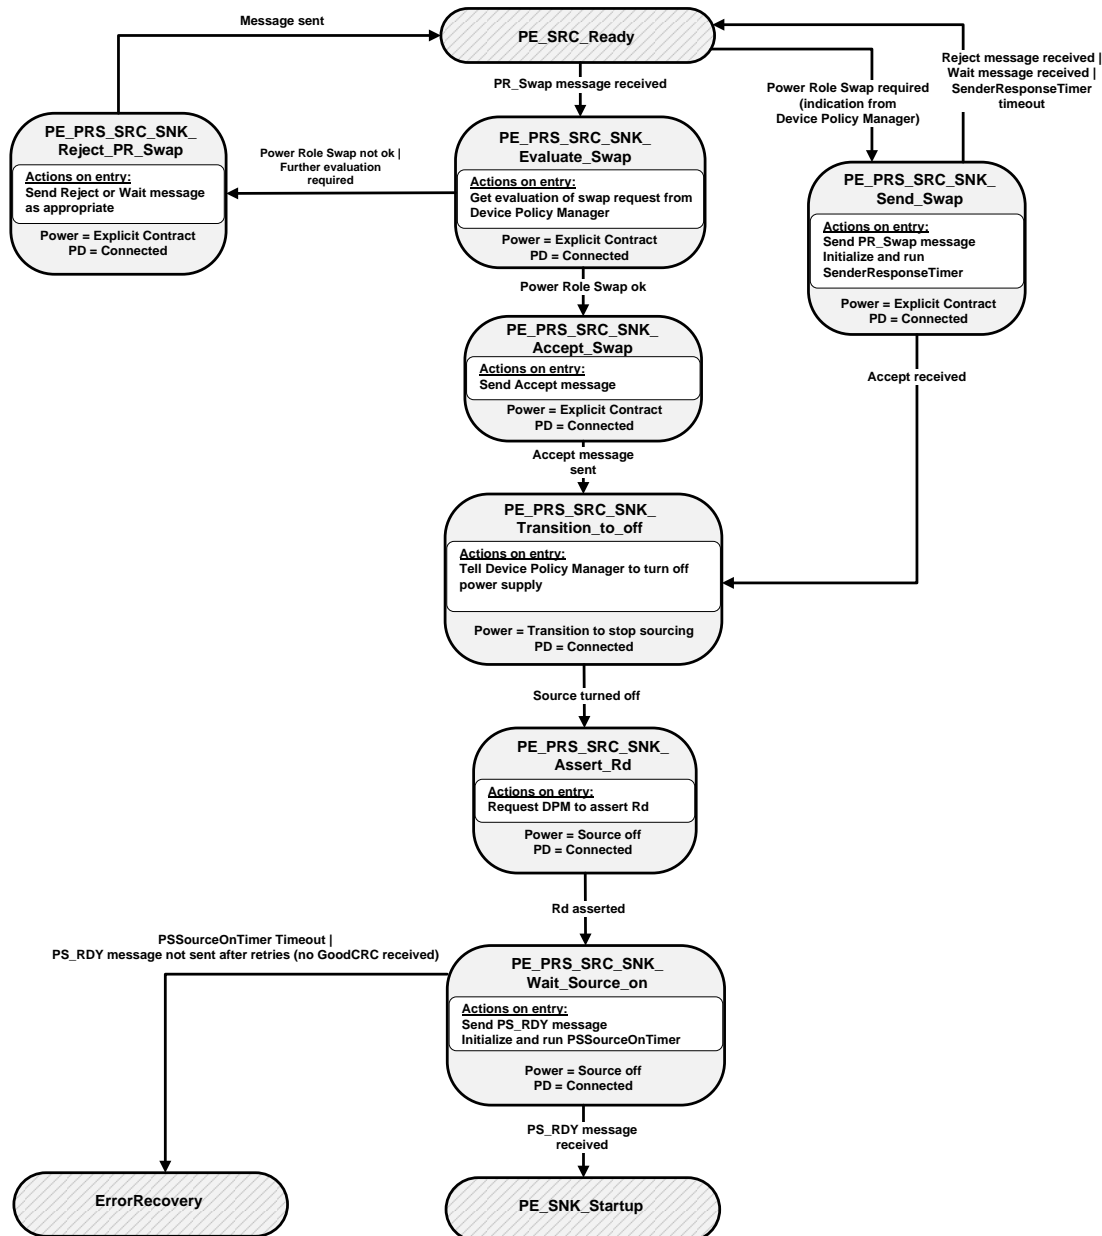 Message sent
PE_SRC_Ready
Reject message received |
Wait message received |
SenderResponseTimer
timeout
PR_Swap message received
Power Role Swap required
(indication from
Device Policy Manager)
PE_PRS_SRC_SNK_
Reject_PR_Swap
Actions on entry:
Send Reject or Wait message
as appropriate
Power = Explicit Contract
PD = Connected
Power Role Swap not ok |
Further evaluation
required
PE_PRS_SRC_SNK_
Evaluate_Swap
Actions on entry:
Get evaluation of swap request from
Device Policy Manager
Power = Explicit Contract
PD = Connected
PE_PRS_SRC_SNK_
Send_Swap
Actions on entry:
Send PR_Swap message
Initialize and run
SenderResponseTimer
Power = Explicit Contract
PD = Connected
Power Role Swap ok
PE_PRS_SRC_SNK_
Accept_Swap
Actions on entry:
Send Accept message
Power = Explicit Contract
PD = Connected
Accept received
Accept message
sent
PE_PRS_SRC_SNK_
Transition_to_off
Actions on entry:
Tell Device Policy Manager to turn off
power supply
Power = Transition to stop sourcing
PD = Connected
Source turned off
PE_PRS_SRC_SNK_
Assert_Rd
Actions on entry:
Request DPM to assert Rd
Power = Source off
PD = Connected
Rd asserted
PSSourceOnTimer Timeout |
PS_RDY message not sent after retries (no GoodCRC received)
PE_PRS_SRC_SNK_
Wait_Source_on
Actions on entry:
Send PS_RDY message
Initialize and run PSSourceOnTimer
Power = Source off
PD = Connected
PS_RDY message
received
ErrorRecovery
PE_SNK_Startup